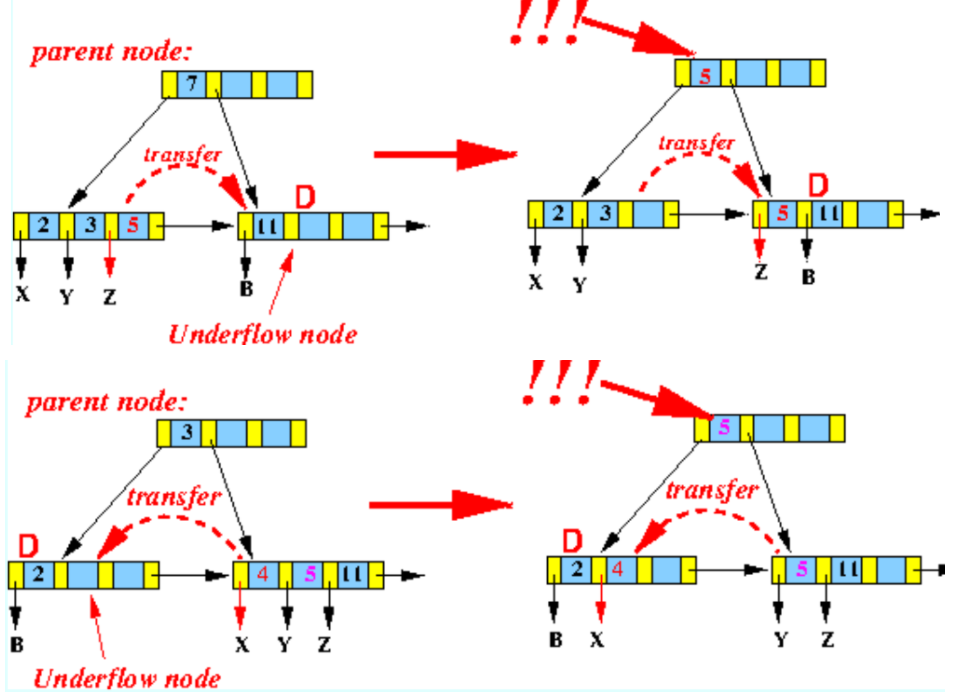 ! ! !
parent node:
7
5
transfer
transfer
D
D
2 3 5
11
2 3
5 11
X Y Z
B
X Y
Z B
Underflow node
! ! !
parent node:
3
5
transfer
transfer
D
D
2
4 5 11
2 4
5 11
B
X Y Z
B X
Y Z
Underflow node